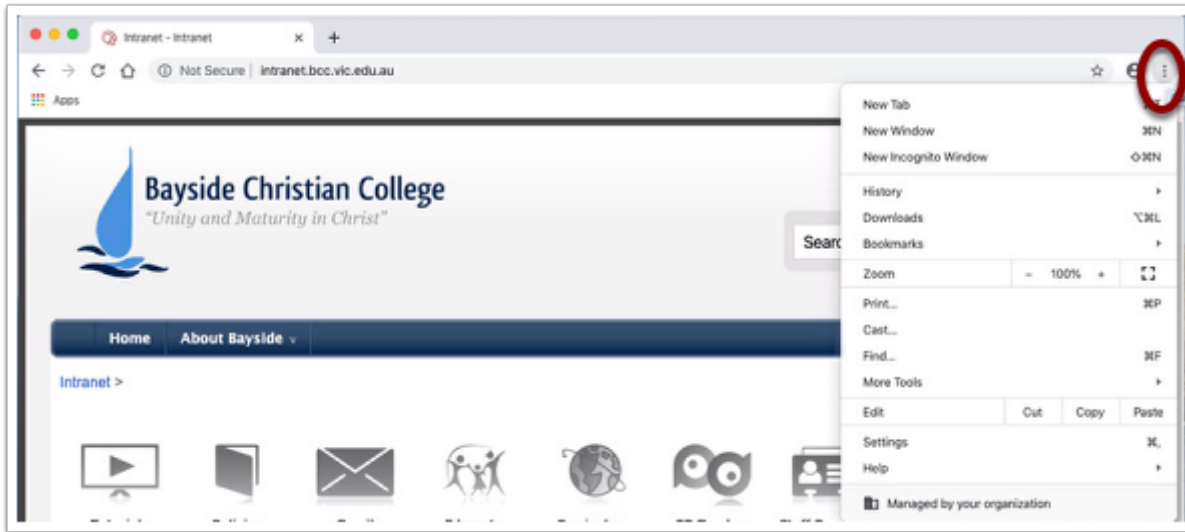 Intranet - Intranet
Not Secure | intranet.bcc.vic.edu.au
Apps
Bayside Christian College
"Unity and Maturity in Christ"
Home About Bayside v
Intranet >
New Tab
New Window ⌘N
New Incognito Window ⇧⌘N
History
Downloads ⌥⌘L
Bookmarks
Zoom - 100% +
Print... ⌘P
Cast...
Find... ⌘F
More Tools
Edit Cut Copy Paste
Settings ⌘,
Help
Managed by your organization